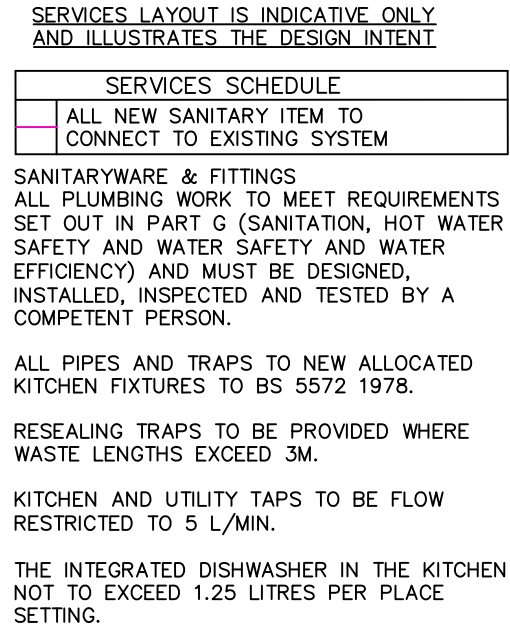 SERVICES LAYOUT IS INDICATIVE ONLY
AND ILLUSTRATES THE DESIGN INTENT
SERVICES SCHEDULE
ALL NEW SANITARY ITEM TO
CONNECT TO EXISTING SYSTEM
SANITARYWARE & FITTINGS
ALL PLUMBING WORK TO MEET REQUIREMENTS
SET OUT IN PART G (SANITATION, HOT WATER
SAFETY AND WATER SAFETY AND WATER
EFFICIENCY) AND MUST BE DESIGNED,
INSTALLED, INSPECTED AND TESTED BY A
COMPETENT PERSON.
ALL PIPES AND TRAPS TO NEW ALLOCATED
KITCHEN FIXTURES TO BS 5572 1978.
RESEALING TRAPS TO BE PROVIDED WHERE
WASTE LENGTHS EXCEED 3M.
KITCHEN AND UTILITY TAPS TO BE FLOW
RESTRICTED TO 5 L/MIN.
THE INTEGRATED DISHWASHER IN THE KITCHEN
NOT TO EXCEED 1.25 LITRES PER PLACE
SETTING.